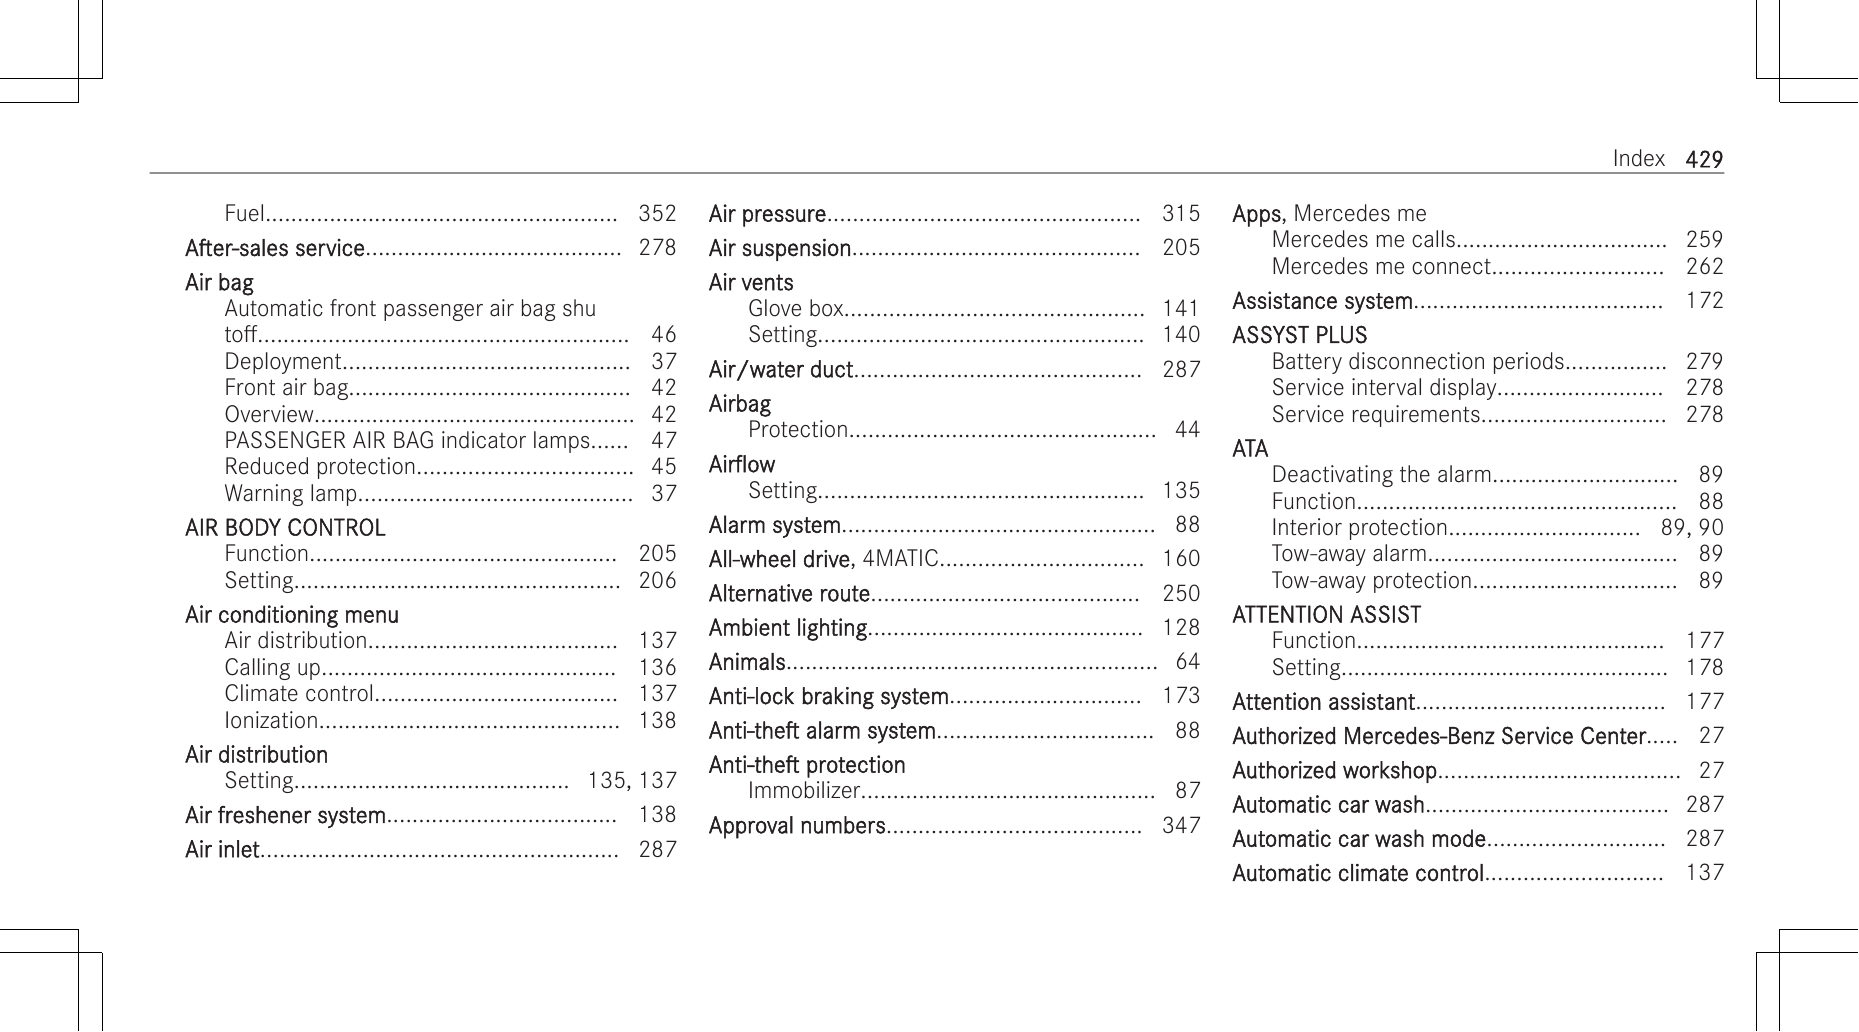 Index 429
Fuel....................................................... 352
After-sales service........................................ 278
Air bag
Automatic front passenger air bag shu
toff.......................................................... 46
Deployment............................................. 37
Front air bag............................................ 42
Overview.................................................. 42
PASSENGER AIR BAG indicator lamps...... 47
Reduced protection.................................. 45
Warning lamp........................................... 37
AIR BODY CONTROL
Function................................................ 205
Setting................................................... 206
Air conditioning menu
Air distribution....................................... 137
Calling up.............................................. 136
Climate control...................................... 137
Ionization............................................... 138
Air distribution
Setting........................................... 135, 137
Air freshener system.................................... 138
Air inlet........................................................ 287
Air pressure................................................. 315
Air suspension............................................. 205
Air vents
Glove box............................................... 141
Setting................................................... 140
Air/water duct............................................. 287
Airbag
Protection................................................ 44
Airflow
Setting................................................... 135
Alarm system................................................. 88
All-wheel drive, 4MATIC................................ 160
Alternative route.......................................... 250
Ambient lighting........................................... 128
Animals.......................................................... 64
Anti-lock braking system.............................. 173
Anti-theft alarm system.................................. 88
Anti-theft protection
Immobilizer.............................................. 87
Approval numbers........................................ 347
Apps, Mercedes me
Mercedes me calls................................. 259
Mercedes me connect........................... 262
Assistance system....................................... 172
ASSYST PLUS
Battery disconnection periods................ 279
Service interval display.......................... 278
Service requirements............................. 278
ATA
Deactivating the alarm............................. 89
Function.................................................. 88
Interior protection.............................. 89, 90
Tow-away alarm....................................... 89
Tow-away protection................................ 89
ATTENTION ASSIST
Function................................................ 177
Setting................................................... 178
Attention assistant....................................... 177
Authorized Mercedes-Benz Service Center..... 27
Authorized workshop...................................... 27
Automatic car wash...................................... 287
Automatic car wash mode............................ 287
Automatic climate control............................ 137